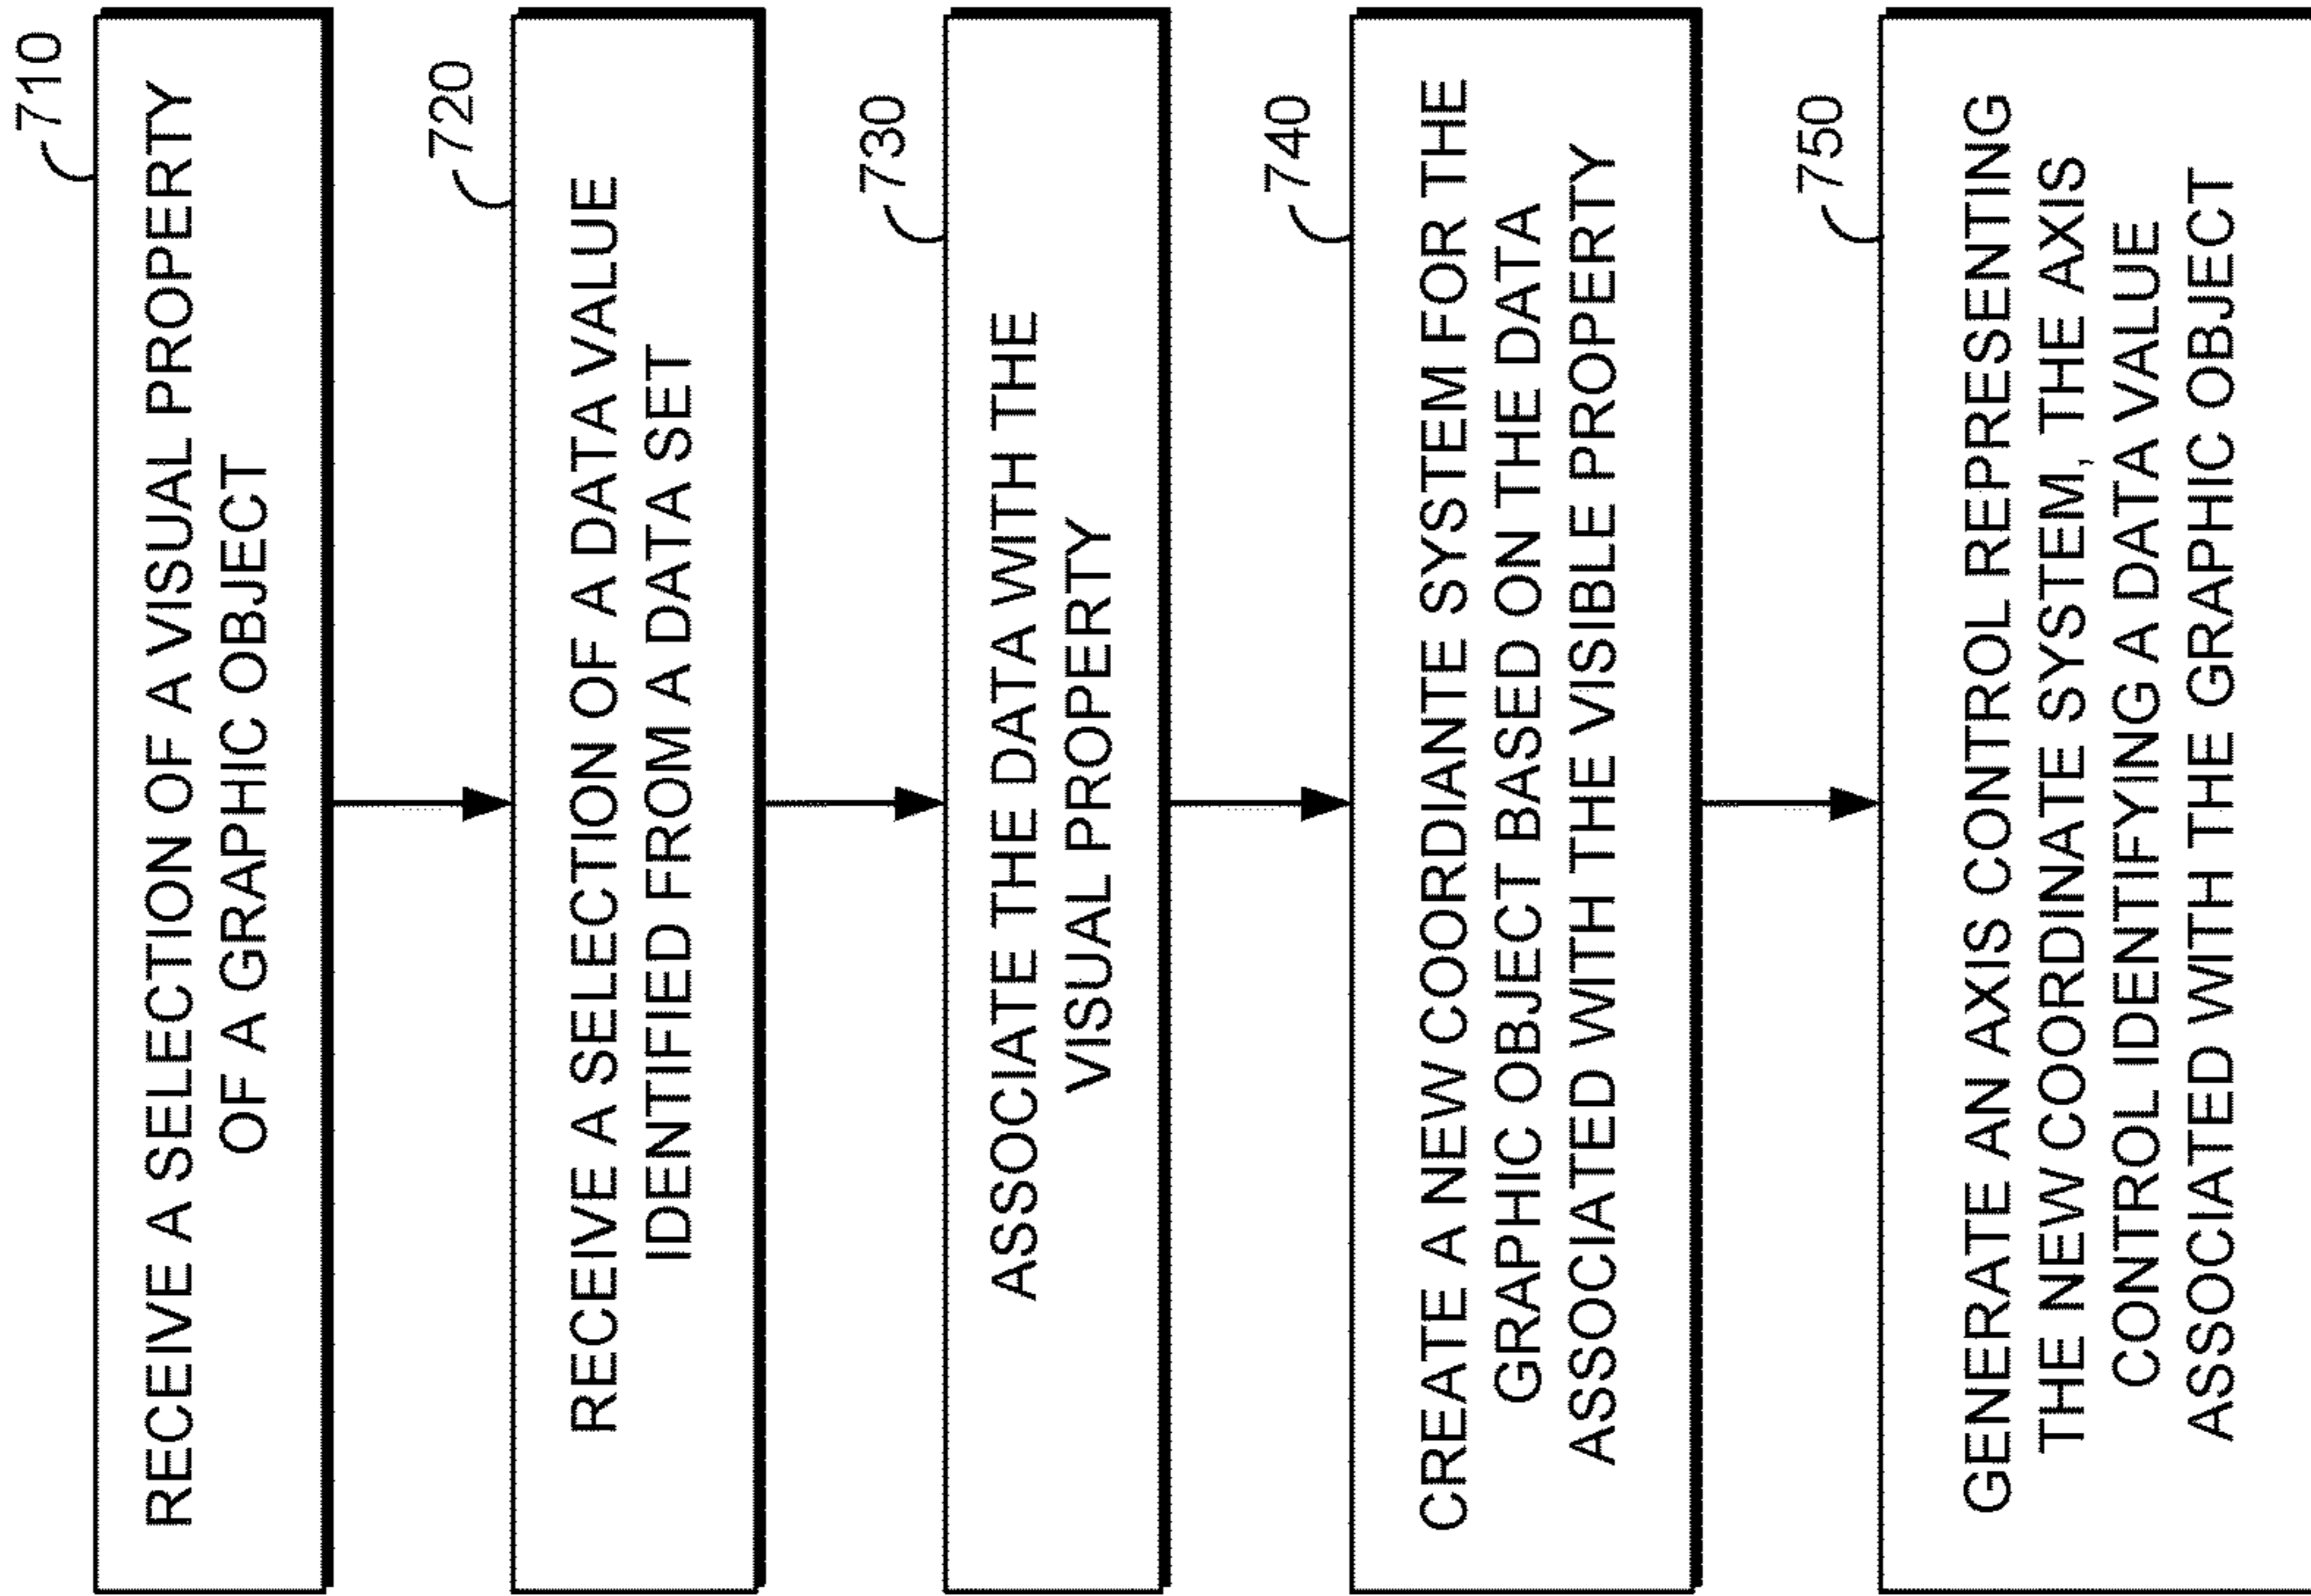 710
RECEIVE A SELECTION OF A VISUAL PROPERTY
OF A GRAPHIC OBJECT
720
RECEIVE A SELECTION OF A DATA VALUE
IDENTIFIED FROM A DATA SET
730
ASSOCIATE THE DATA WITH THE
VISUAL PROPERTY
740
CREATE A NEW COORDIANTE SYSTEM FOR THE
GRAPHIC OBJECT BASED ON THE DATA
ASSOCIATED WITH THE VISIBLE PROPERTY
750
GENERATE AN AXIS CONTROL REPRESENTING
THE NEW COORDINATE SYSTEM, THE AXIS
CONTROL IDENTIFYING A DATA VALUE
ASSOCIATED WITH THE GRAPHIC OBJECT